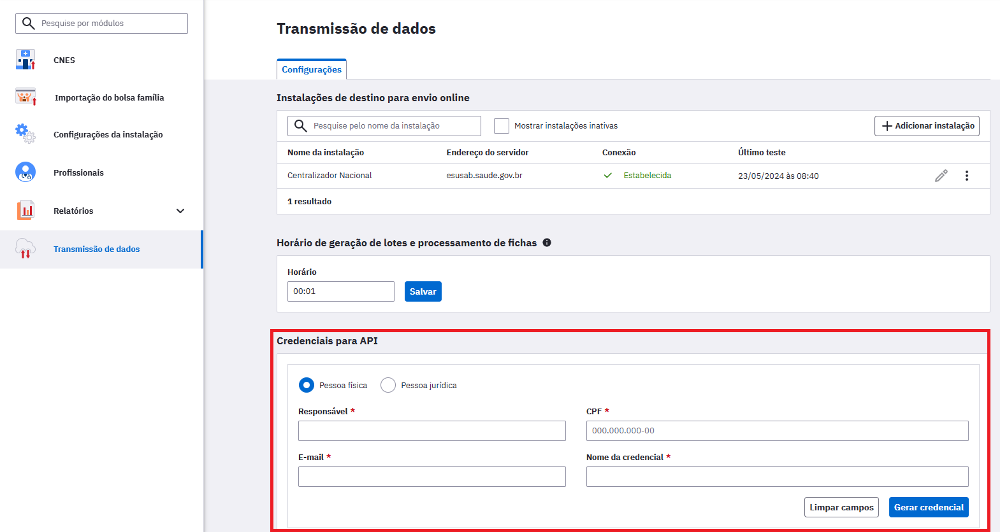 Pesquise por módulos
CNES
Importação do bolsa família
Configurações da instalação
Profissionais
Relatórios
Transmissão de dados
Transmissão de dados
Configurações
Instalações de destino para envio online
Pesquise pelo nome da instalação
Mostrar instalações inativas
Adicionar instalação
Nome da instalação Endereço do servidor Conexão Último teste
Centralizador Nacional esusab.saude.gov.br Estabelecida 23/05/2024 às 08:40
1 resultado
Horário de geração de lotes e processamento de fichas
Horário
00:01 Salvar
Credenciais para API
Pessoa física Pessoa jurídica
Responsável * CPF *
000.000.000-00
E-mail * Nome da credencial *
Limpar campos Gerar credencial